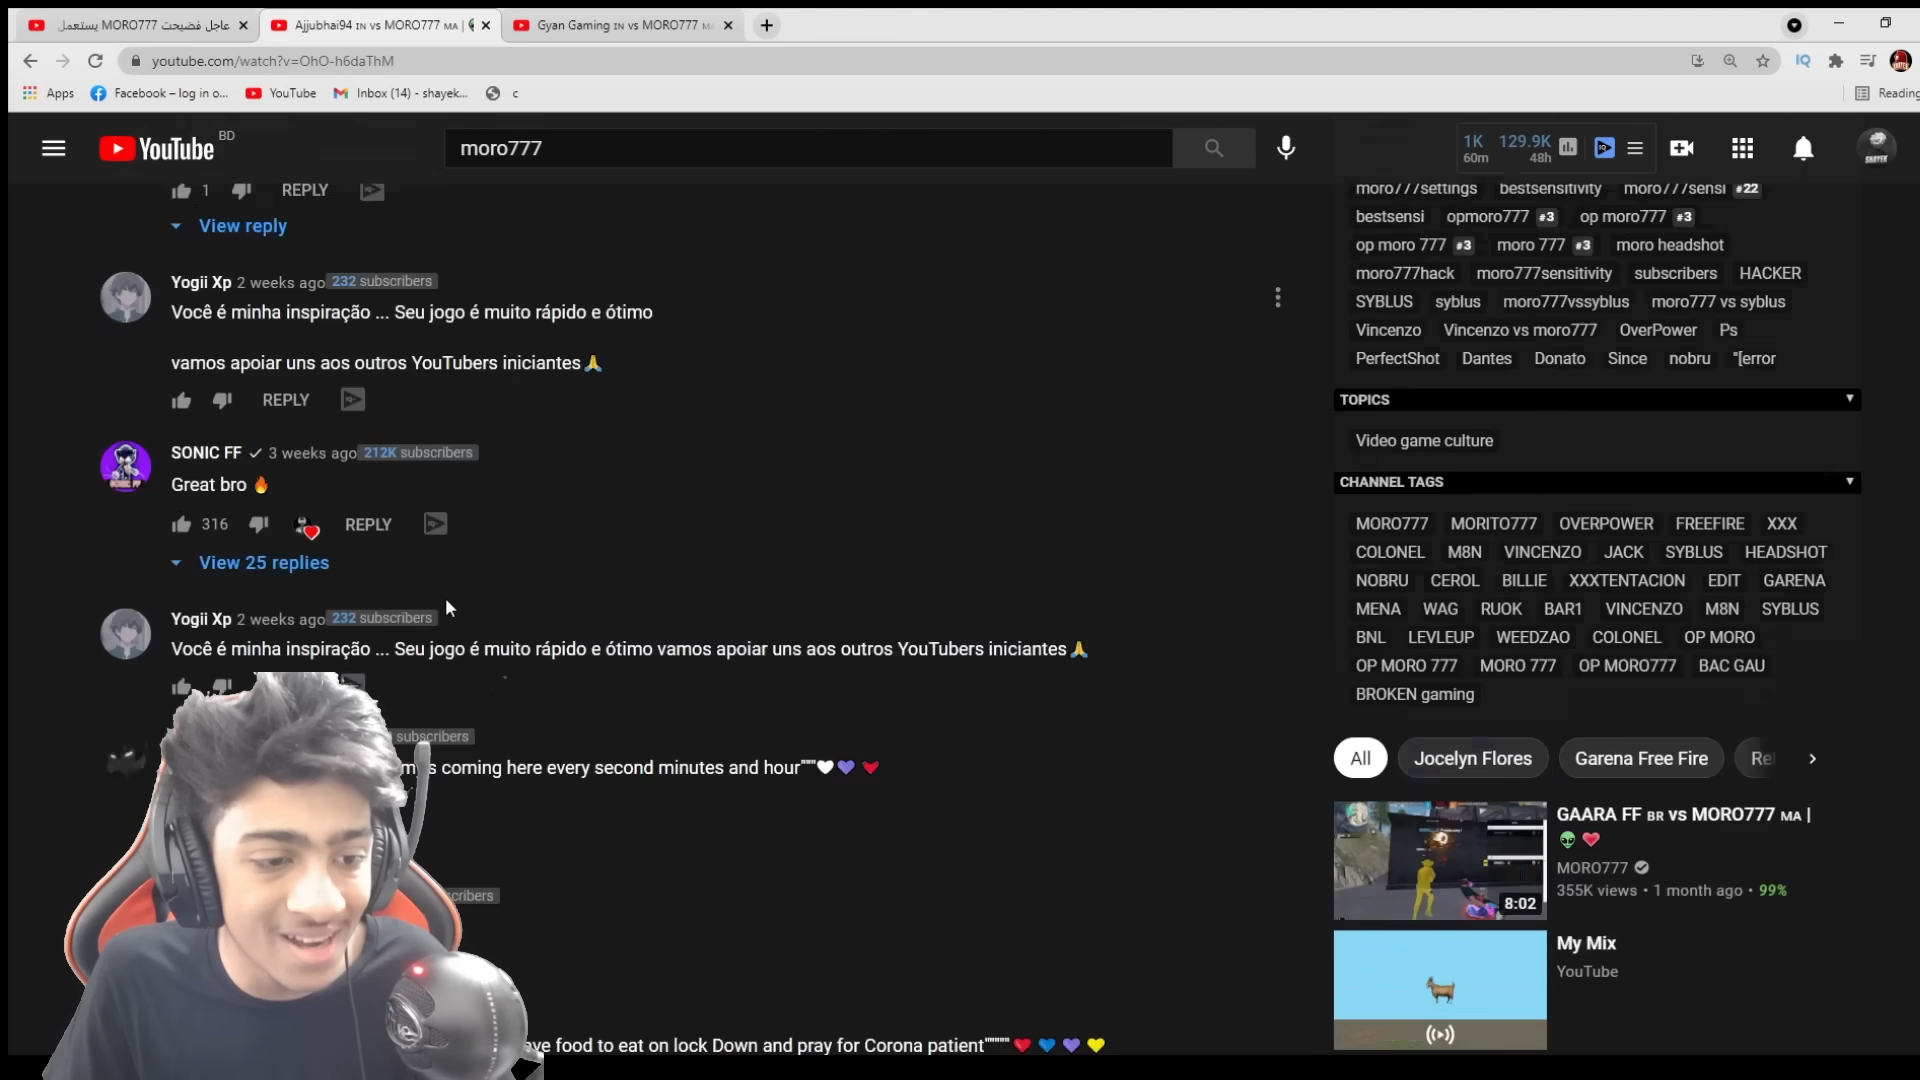 عاجل فضيحت MORO777 يستعمل
Ajjubhai94 IN vs MORO777 MA |
Gyan Gaming IN vs MORO777 MA
youtube.com/watch?v=OhO-h6daThM
IQ
Apps
Facebook – log in o...
YouTube
Inbox (14) - shayek...
c
Reading
YouTube BD
moro777
1K 129.9K
60m 48h
SHAYEK
1 REPLY
View reply
Yogii Xp 2 weeks ago 232 subscribers
Você é minha inspiração ... Seu jogo é muito rápido e ótimo
vamos apoiar uns aos outros YouTubers iniciantes🙏
REPLY
SONIC FF 3 weeks ago 212K subscribers
Great bro 🔥
316 REPLY
View 25 replies
Yogii Xp 2 weeks ago 232 subscribers
Você é minha inspiração ... Seu jogo é muito rápido e ótimo vamos apoiar uns aos outros YouTubers iniciantes🙏
subscribers
coming here every second minutes and hour"""🤍💜❤️
food to eat on lock Down and pray for Corona patient"""""❤️💙💜💛
moro777settings bestsensitivity moro777sensi #22
bestsensi opmoro777 #3 op moro777 #3
op moro 777 #3 moro 777 #3 moro headshot
moro777hack moro777sensitivity subscribers HACKER
SYBLUS syblus moro777vssyblus moro777 vs syblus
Vincenzo Vincenzo vs moro777 OverPower Ps
PerfectShot Dantes Donato Since nobru "[error
TOPICS
Video game culture
CHANNEL TAGS
MORO777 MORITO777 OVERPOWER FREEFIRE XXX
COLONEL M8N VINCENZO JACK SYBLUS HEADSHOT
NOBRU CEROL BILLIE XXXTENTACION EDIT GARENA
MENA WAG RUOK BAR1 VINCENZO M8N SYBLUS
BNL LEVLEUP WEEDZAO COLONEL OP MORO
OP MORO 777 MORO 777 OP MORO777 BAC GAU
BROKEN gaming
All Jocelyn Flores Garena Free Fire Re
GAARA FF BR vs MORO777 MA |
👽❤️
MORO777
355K views • 1 month ago • 99%
8:02
My Mix
YouTube